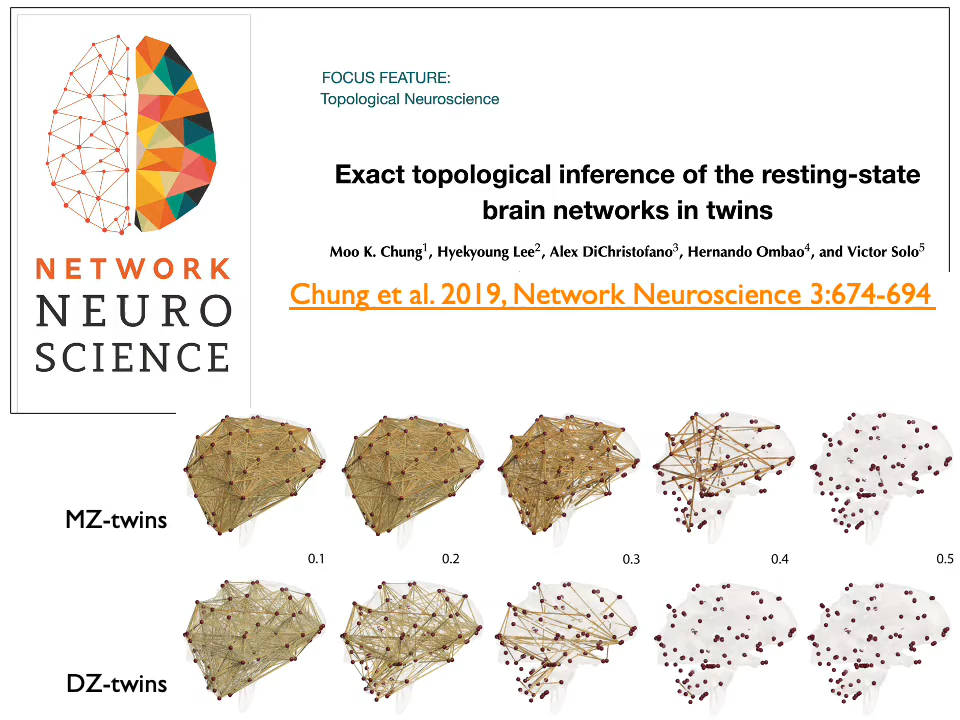 NETWORK
NEURO
SCIENCE
FOCUS FEATURE:
Topological Neuroscience
Exact topological inference of the resting-state
brain networks in twins
Moo K. Chung1, Hyekyoung Lee2, Alex DiChristofano3, Hernando Ombao4, and Victor Solo5
Chung et al. 2019, Network Neuroscience 3:674-694
MZ-twins
0.1 0.2 0.3 0.4 0.5
DZ-twins